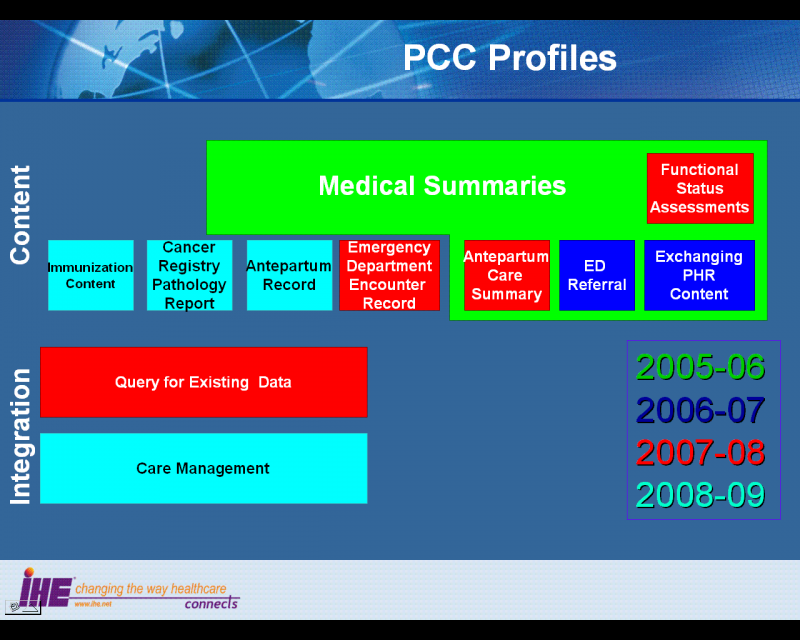 PCC Profiles
Content
Medical Summaries
Functional
Status
Assessments
Immunization
Content
Cancer
Registry
Pathology
Report
Antepartum
Record
Emergency
Department
Encounter
Record
Antepartum
Care
Summary
ED
Referral
Exchanging
PHR
Content
Integration
Query for Existing Data
Care Management
2005-06
2006-07
2007-08
2008-09
IHE
changing the way healthcare
www.ihe.net
connects